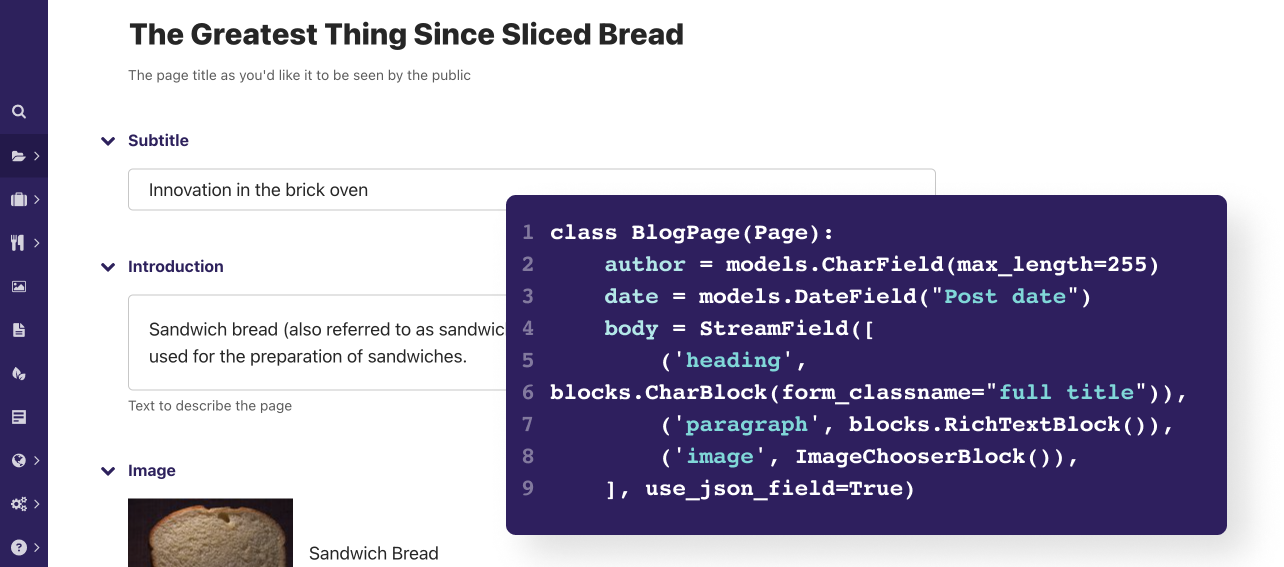 The Greatest Thing Since Sliced Bread
The page title as you'd like it to be seen by the public
Subtitle
Innovation in the brick oven
Introduction
Sandwich bread (also referred to as sandwic
used for the preparation of sandwiches.
Text to describe the page
Image
Sandwich Bread
1 class BlogPage(Page):
2     author = models.CharField(max_length=255)
3     date = models.DateField("Post date")
4     body = StreamField([
5         ('heading',
6 blocks.CharBlock(form_classname="full title")),
7         ('paragraph', blocks.RichTextBlock()),
8         ('image', ImageChooserBlock()),
9     ], use_json_field=True)